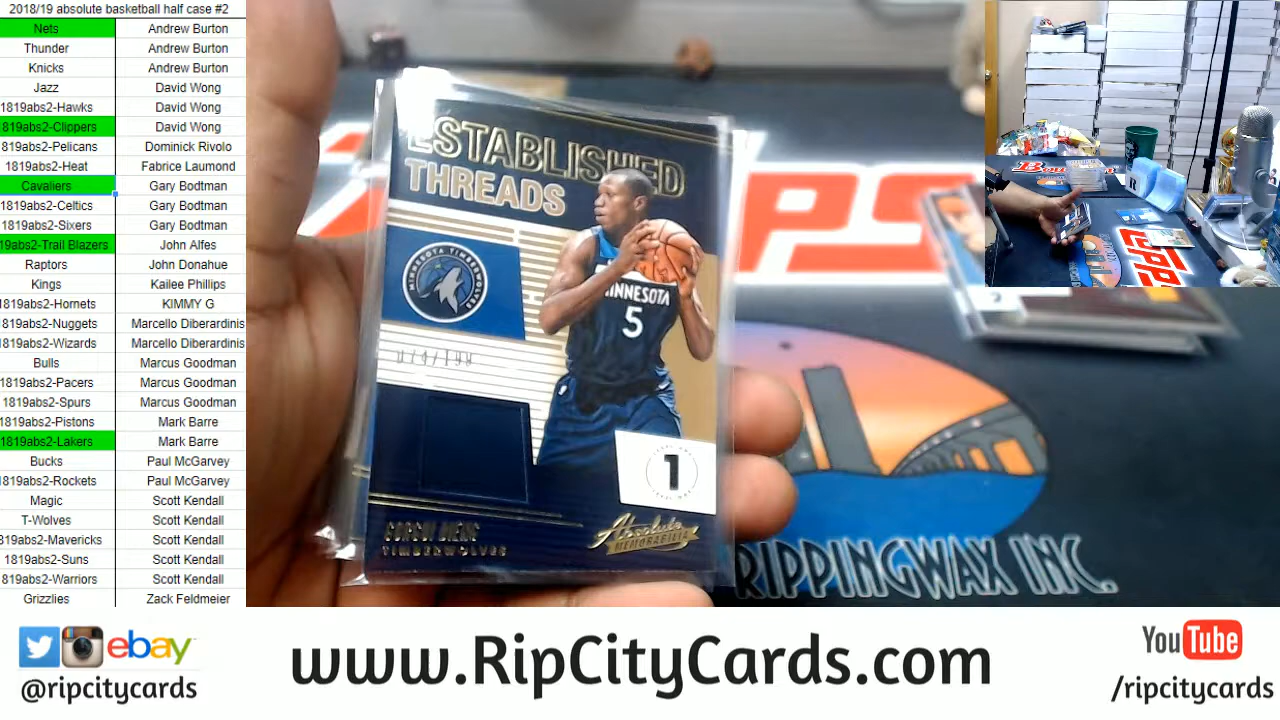 2018/19 absolute basketball half case #2
Nets Andrew Burton
Thunder Andrew Burton
Knicks Andrew Burton
Jazz David Wong
1819abs2-Hawks David Wong
819abs2-Clippers David Wong
819abs2-Pelicans Dominick Rivolo
1819abs2-Heat Fabrice Laumond
Cavaliers Gary Bodtman
1819abs2-Celtics Gary Bodtman
1819abs2-Sixers Gary Bodtman
19abs2-Trail Blazers John Alfes
Raptors John Donahue
Kings Kailee Phillips
1819abs2-Hornets KIMMY G
1819abs2-Nuggets Marcello Diberardinis
1819abs2-Wizards Marcello Diberardinis
Bulls Marcus Goodman
1819abs2-Pacers Marcus Goodman
1819abs2-Spurs Marcus Goodman
1819abs2-Pistons Mark Barre
1819abs2-Lakers Mark Barre
Bucks Paul McGarvey
1819abs2-Rockets Paul McGarvey
Magic Scott Kendall
T-Wolves Scott Kendall
1819abs2-Mavericks Scott Kendall
1819abs2-Suns Scott Kendall
819abs2-Warriors Scott Kendall
Grizzlies Zack Feldmeier
ESTABLISHED
THREADS
MINNESOTA TIMBERWOLVES
MINNESOTA
5
1
GORGUI DIENG
TIMBERWOLVES
Absolute
MEMORABILIA
RIPPINGWAX INC.
ebay
@ripcitycards
www.RipCityCards.com
YouTube
/ripcitycards